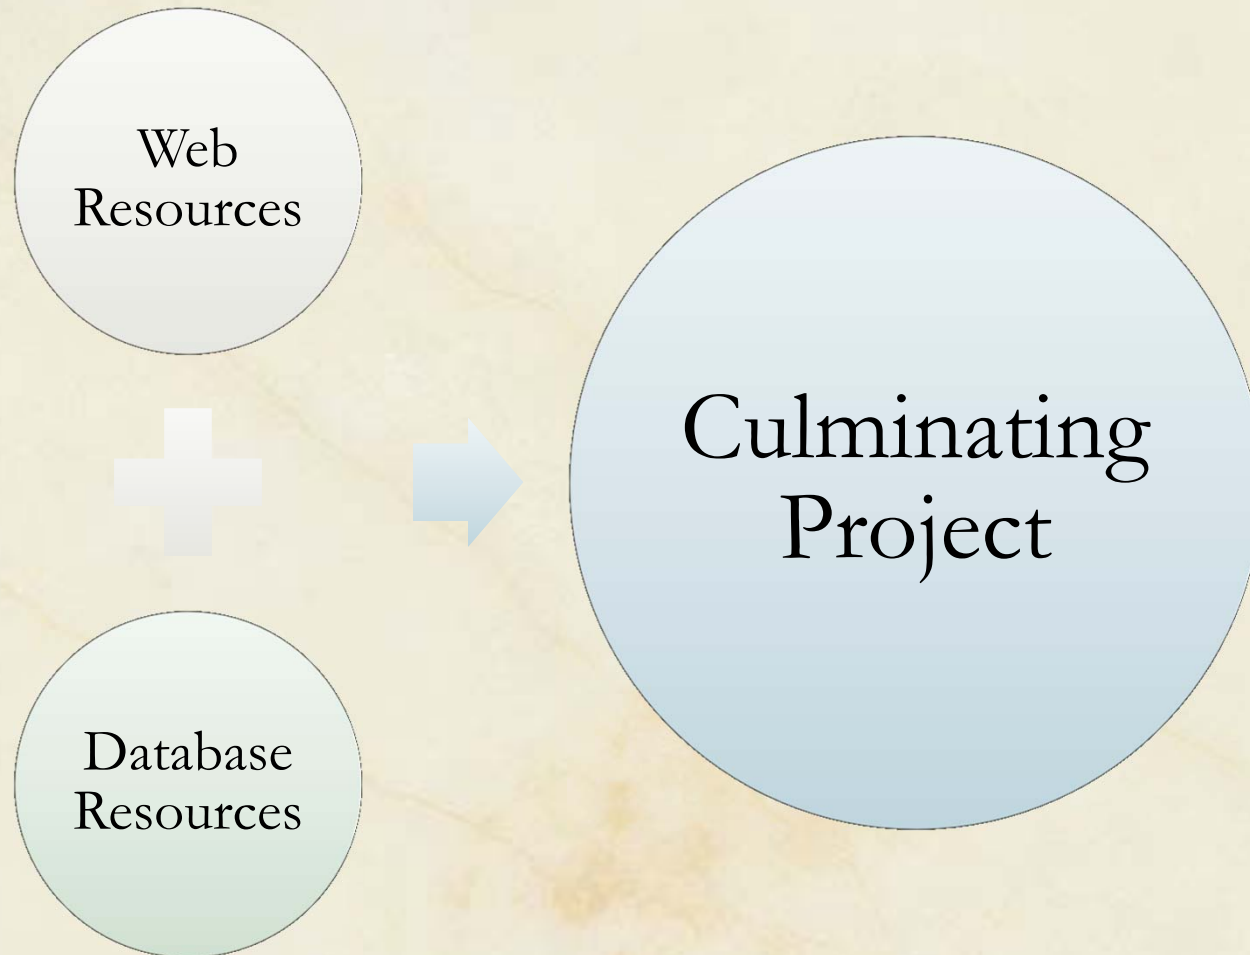 Web
Resources
Database
Resources
Culminating
Project